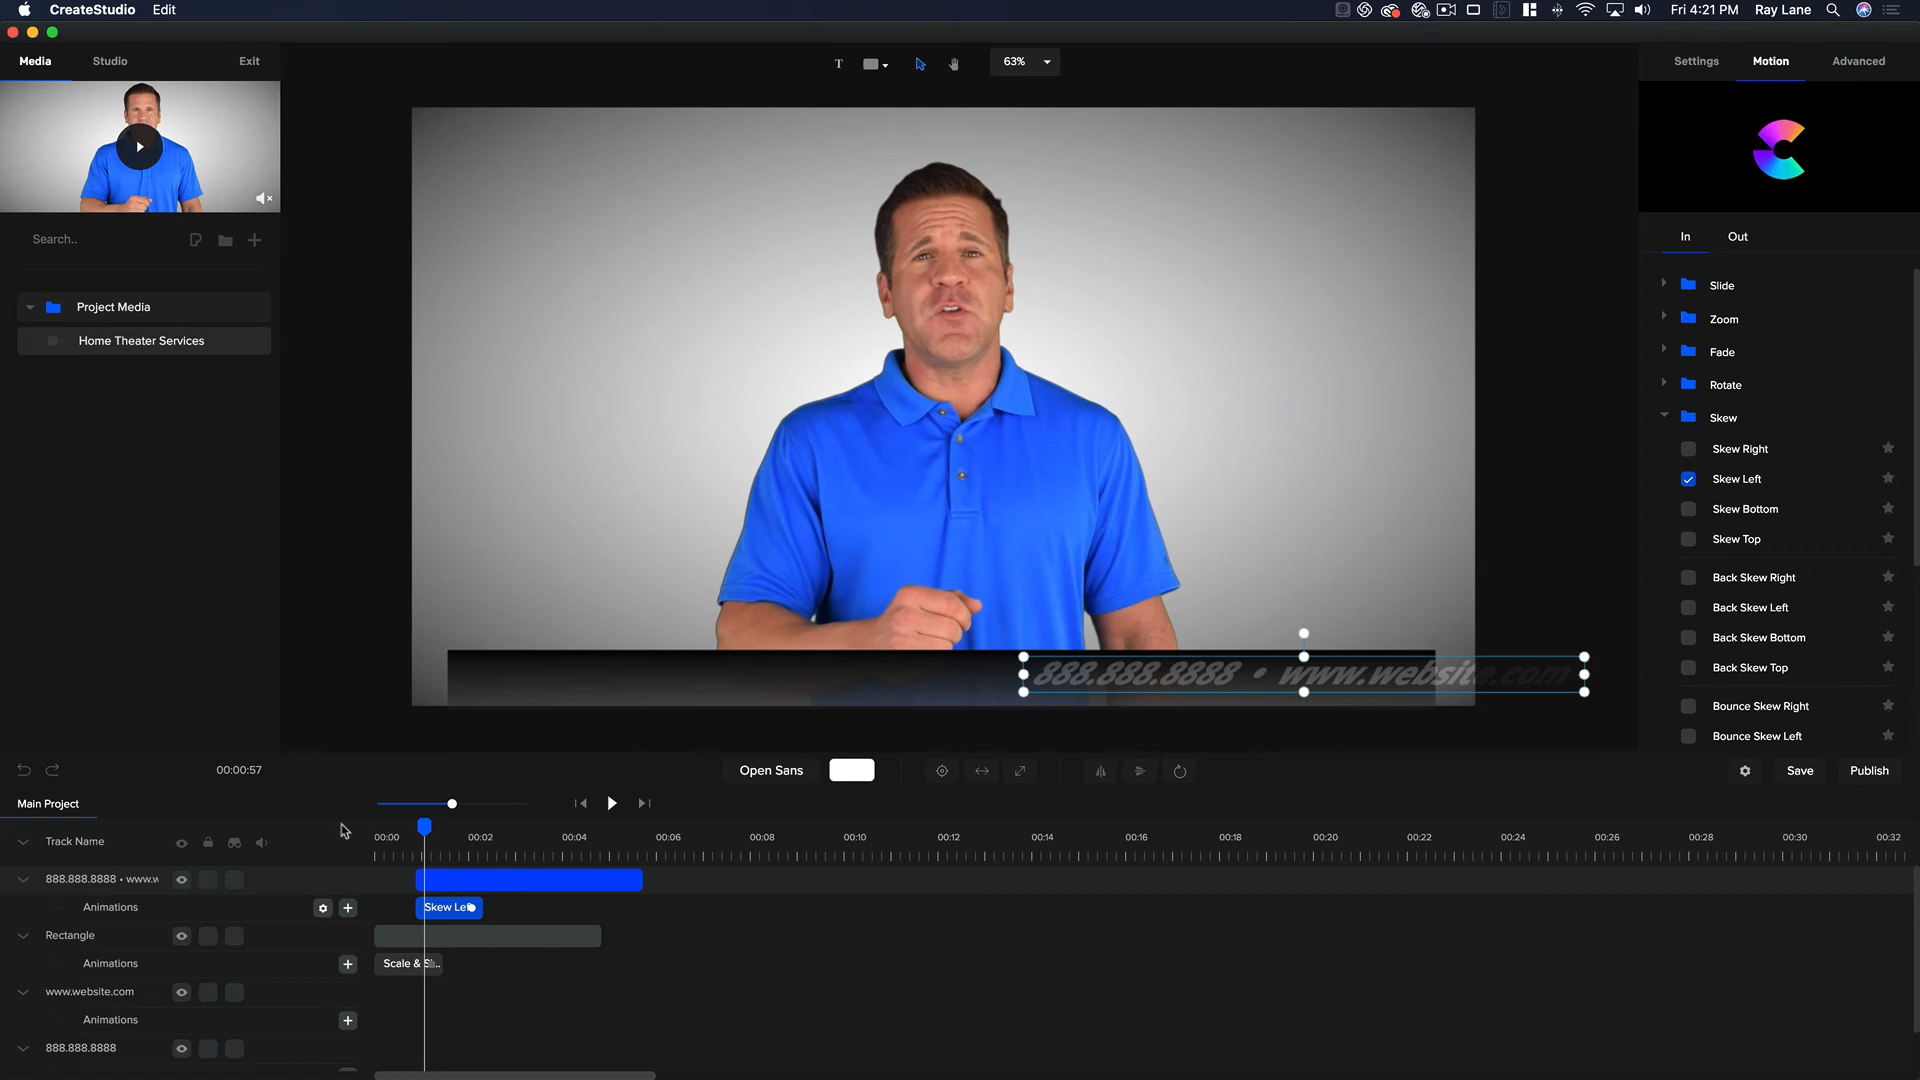 CreateStudio Edit Fri 4:21 PM Ray Lane
Media Studio Exit 63% Settings Motion Advanced
Search..
In Out
Project Media
Home Theater Services
Slide
Zoom
Fade
Rotate
Skew
Skew Right
Skew Left
Skew Bottom
Skew Top
Back Skew Right
Back Skew Left
Back Skew Bottom
Back Skew Top
Bounce Skew Right
Bounce Skew Left
888.888.8888 • www.website.com
00:00:57 Open Sans Save Publish
Main Project
Track Name 00:00 00:02 00:04 00:06 00:08 00:10 00:12 00:14 00:16 00:18 00:20 00:22 00:24 00:26 00:28 00:30 00:32
888.888.8888 • www.w
Animations Skew Lef
Rectangle
Animations Scale & S...
www.website.com
Animations
888.888.8888